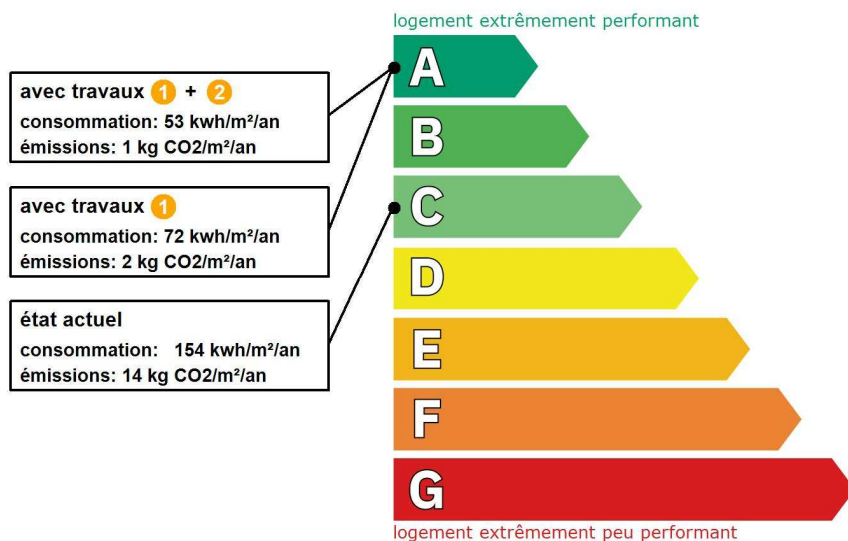 logement extrêmement performant
avec travaux 1 + 2
consommation: 53 kwh/m²/an
émissions: 1 kg CO2/m²/an
avec travaux 1
consommation: 72 kwh/m²/an
émissions: 2 kg CO2/m²/an
état actuel
consommation: 154 kwh/m²/an
émissions: 14 kg CO2/m²/an
A
B
C
D
E
F
G
logement extrêmement peu performant